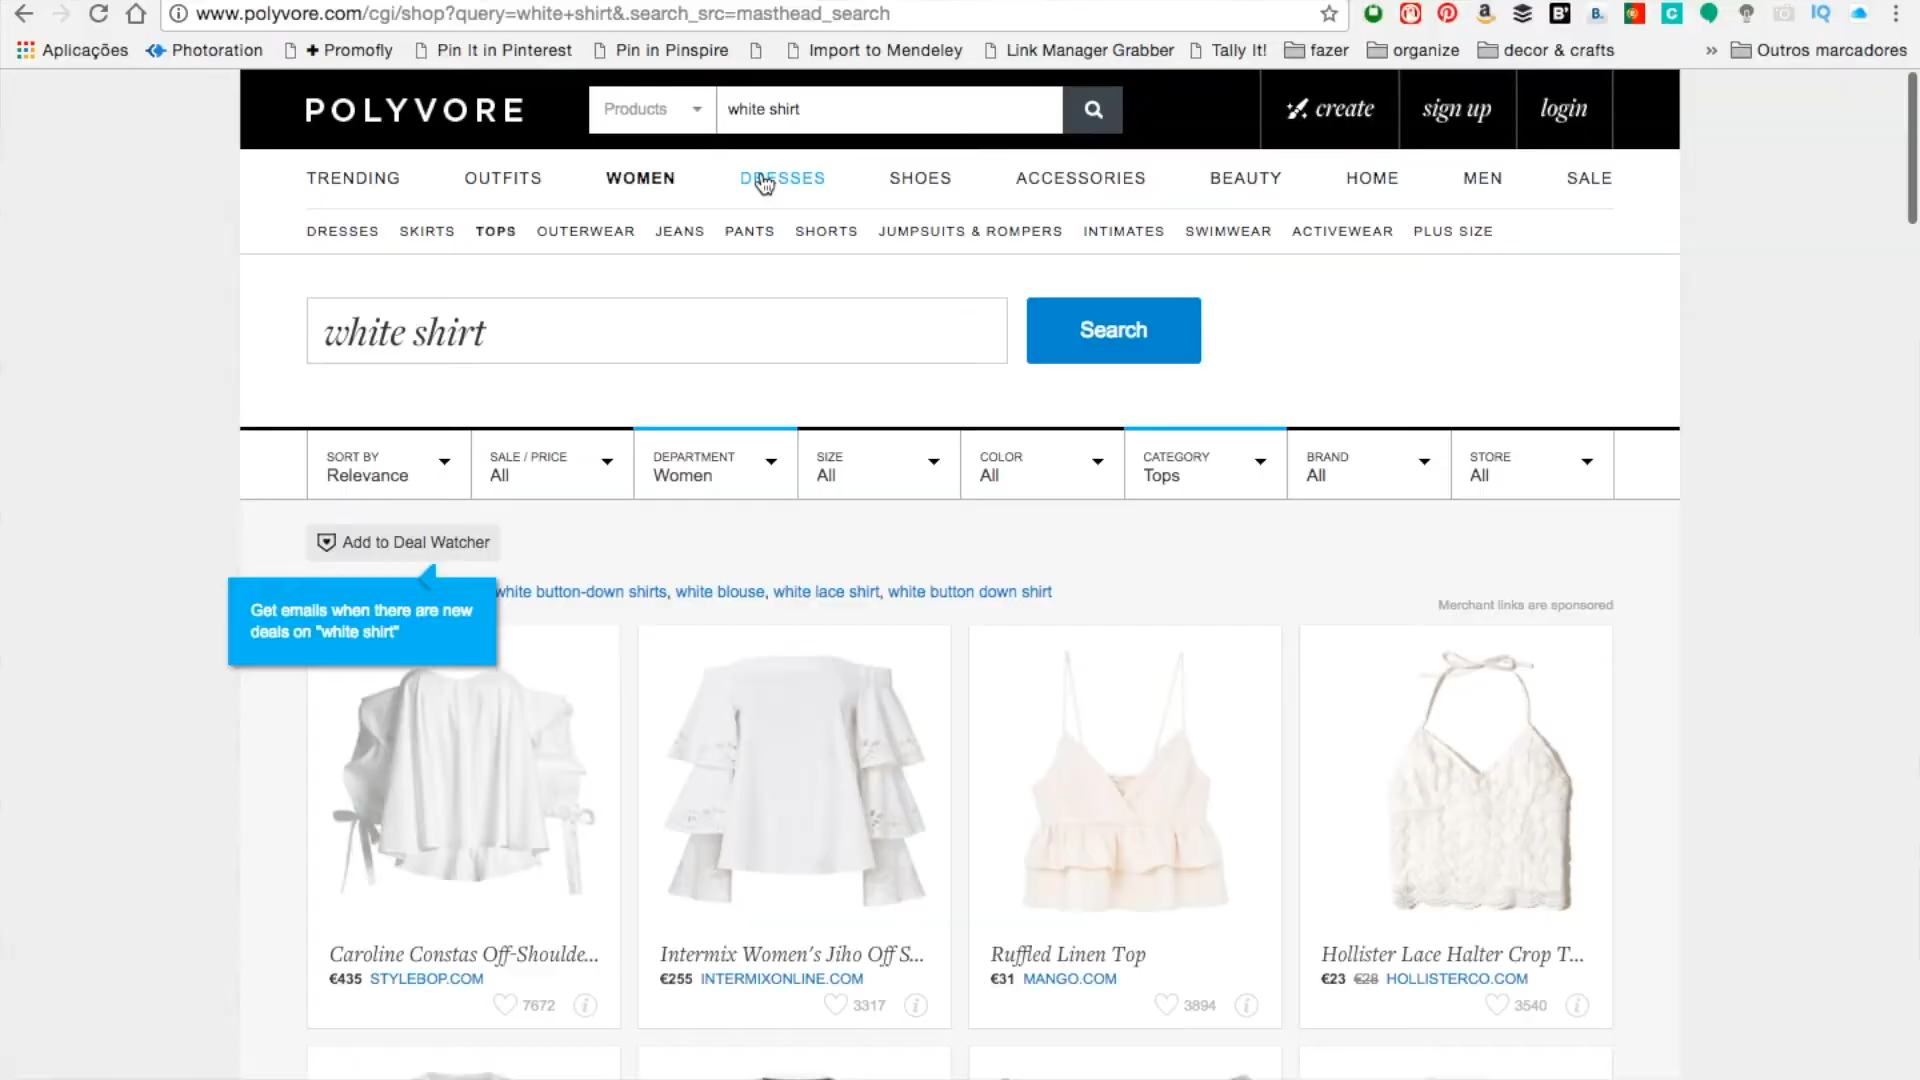 www.polyvore.com/cgi/shop?query=white+shirt&.search_src=masthead_search
Aplicações Photoration + Promofly Pin It in Pinterest Pin in Pinspire Import to Mendeley Link Manager Grabber Tally It! fazer organize decor & crafts » Outros marcadores
POLYVORE Products white shirt create sign up login
TRENDING OUTFITS WOMEN DRESSES SHOES ACCESSORIES BEAUTY HOME MEN SALE
DRESSES SKIRTS TOPS OUTERWEAR JEANS PANTS SHORTS JUMPSUITS & ROMPERS INTIMATES SWIMWEAR ACTIVEWEAR PLUS SIZE
white shirt Search
SORT BY SALE / PRICE DEPARTMENT SIZE COLOR CATEGORY BRAND STORE
Relevance All Women All All Tops All All
Add to Deal Watcher
white button-down shirts, white blouse, white lace shirt, white button down shirt
Merchant links are sponsored
Get emails when there are new
deals on "white shirt"
Caroline Constas Off-Shoulde... Intermix Women's Jiho Off S... Ruffled Linen Top Hollister Lace Halter Crop T...
€435 STYLEBOP.COM €255 INTERMIXONLINE.COM €31 MANGO.COM €23 €28 HOLLISTERCO.COM
7672 3317 3894 3540